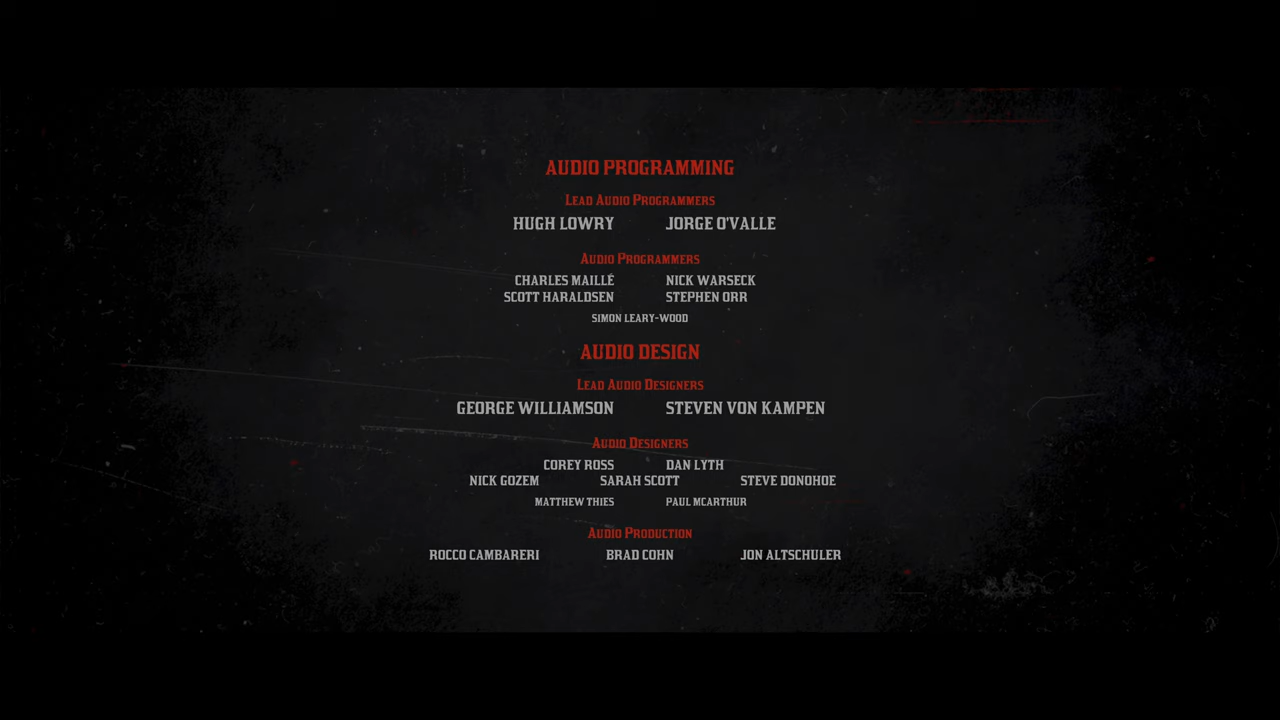 AUDIO PROGRAMMING
LEAD AUDIO PROGRAMMERS
HUGH LOWRY JORGE O'VALLE
AUDIO PROGRAMMERS
CHARLES MAILLÉ NICK WARSECK
SCOTT HARALDSEN STEPHEN ORR
SIMON LEARY-WOOD
AUDIO DESIGN
LEAD AUDIO DESIGNERS
GEORGE WILLIAMSON STEVEN VON KAMPEN
AUDIO DESIGNERS
COREY ROSS DAN LYTH
NICK GOZEM SARAH SCOTT STEVE DONOHOE
MATTHEW THIES PAUL MCARTHUR
AUDIO PRODUCTION
ROCCO CAMBARERI BRAD COHN JON ALTSCHULER